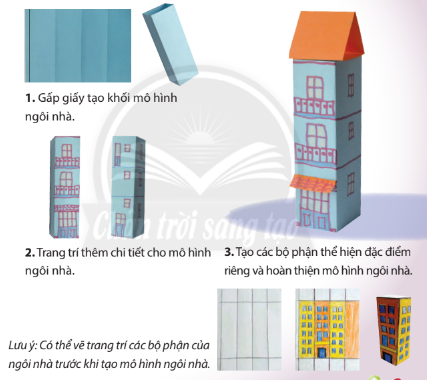 1. Gấp giấy tạo khối mô hình
ngôi nhà.
2. Trang trí thêm chi tiết cho mô hình
ngôi nhà.
3. Tạo các bộ phận thể hiện đặc điểm
riêng và hoàn thiện mô hình ngôi nhà.
Chân trời sáng tạo
Lưu ý: Có thể vẽ trang trí các bộ phận của
ngôi nhà trước khi tạo mô hình ngôi nhà.